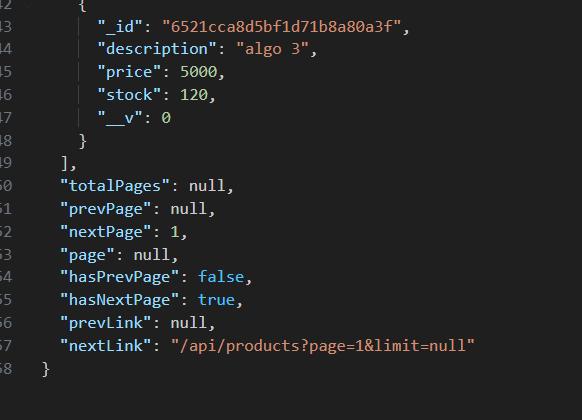 42 {
43 "_id": "6521cca8d5bf1d71b8a80a3f",
44 "description": "algo 3",
45 "price": 5000,
46 "stock": 120,
47 "__v": 0
48 }
49 ],
50 "totalPages": null,
51 "prevPage": null,
52 "nextPage": 1,
53 "page": null,
54 "hasPrevPage": false,
55 "hasNextPage": true,
56 "prevLink": null,
57 "nextLink": "/api/products?page=1&limit=null"
58 }